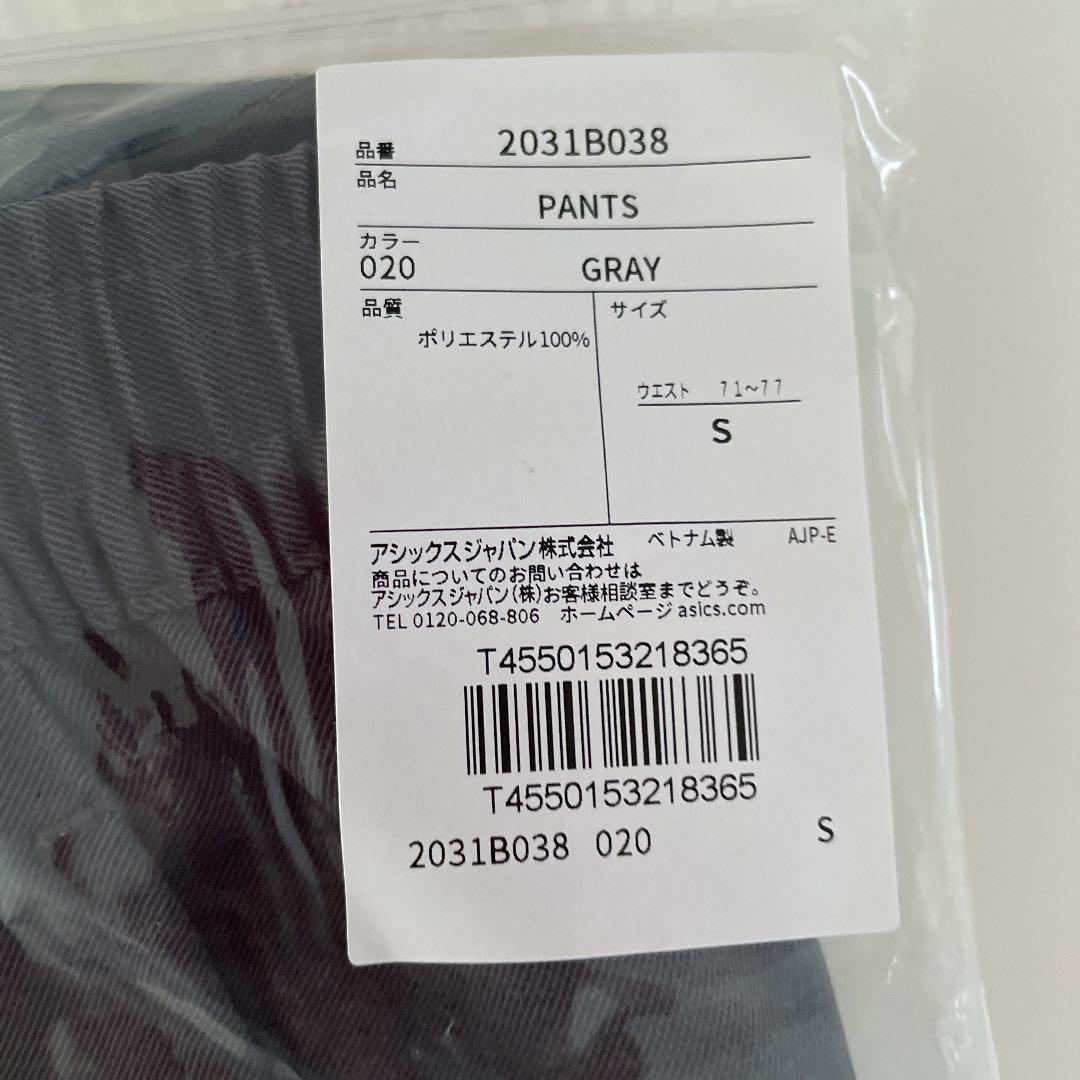 品番 2031B038
品名
PANTS
カラー
020 GRAY
品質
ポリエステル100%
サイズ
ウエスト 71~77
S
アシックスジャパン株式会社 ベトナム製 AJP-E
商品についてのお問い合わせは
アシックスジャパン(株)お客様相談室までどうぞ。
TEL 0120-068-806 ホームページ asics.com
T4550153218365
T4550153218365
2031B038 020 S